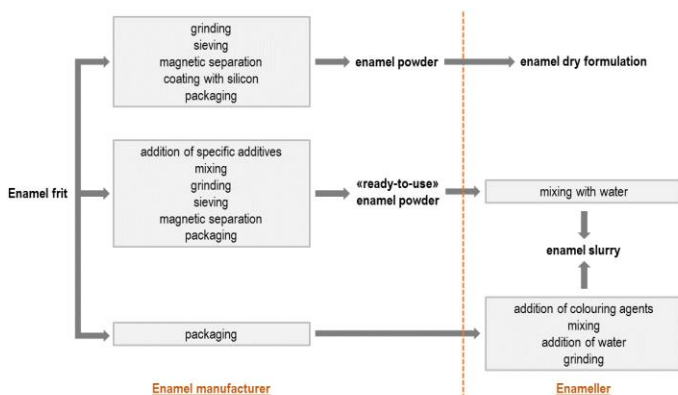 grinding
sieving
magnetic separation
coating with silicon
packaging
enamel powder
enamel dry formulation
Enamel frit
addition of specific additives
mixing
grinding
sieving
magnetic separation
packaging
«ready-to-use»
enamel powder
mixing with water
enamel slurry
packaging
addition of colouring agents
mixing
addition of water
grinding
Enamel manufacturer
Enameller